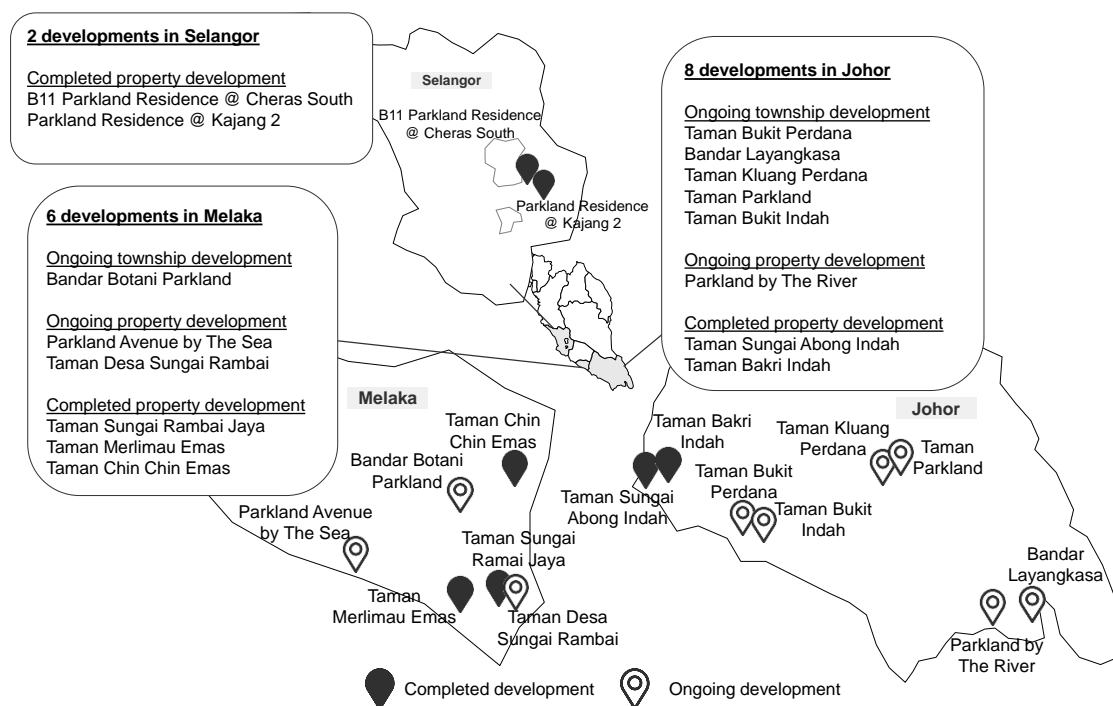 2 developments in Selangor
Completed property development
B11 Parkland Residence @ Cheras South
Parkland Residence @ Kajang 2
6 developments in Melaka
Ongoing township development
Bandar Botani Parkland
Ongoing property development
Parkland Avenue by The Sea
Taman Desa Sungai Rambai
Completed property development
Taman Sungai Rambai Jaya
Taman Merlimau Emas
Taman Chin Chin Emas
8 developments in Johor
Ongoing township development
Taman Bukit Perdana
Bandar Layangkasa
Taman Kluang Perdana
Taman Parkland
Taman Bukit Indah
Ongoing property development
Parkland by The River
Completed property development
Taman Sungai Abong Indah
Taman Bakri Indah
Selangor
B11 Parkland Residence
@ Cheras South
Parkland Residence
@ Kajang 2
Melaka
Taman Chin
Chin Emas
Bandar Botani
Parkland
Parkland Avenue
by The Sea
Taman Sungai
Ramai Jaya
Taman
Merlimau Emas
Taman Desa
Sungai Rambai
Johor
Taman Bakri
Indah
Taman Sungai
Abong Indah
Taman Bukit
Perdana
Taman Bukit
Indah
Taman Kluang
Perdana
Taman
Parkland
Bandar
Layangkasa
Parkland by
The River
Completed development
Ongoing development